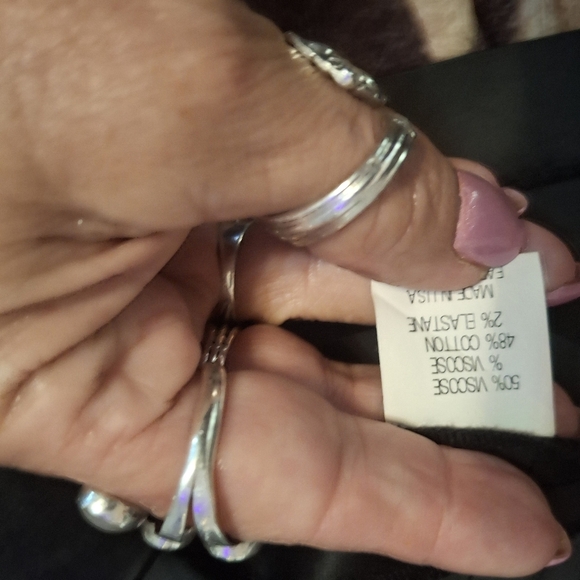 50% VISCOSE
% VISCOSE
48% COTTON
2% ELASTANE
MADE IN USA